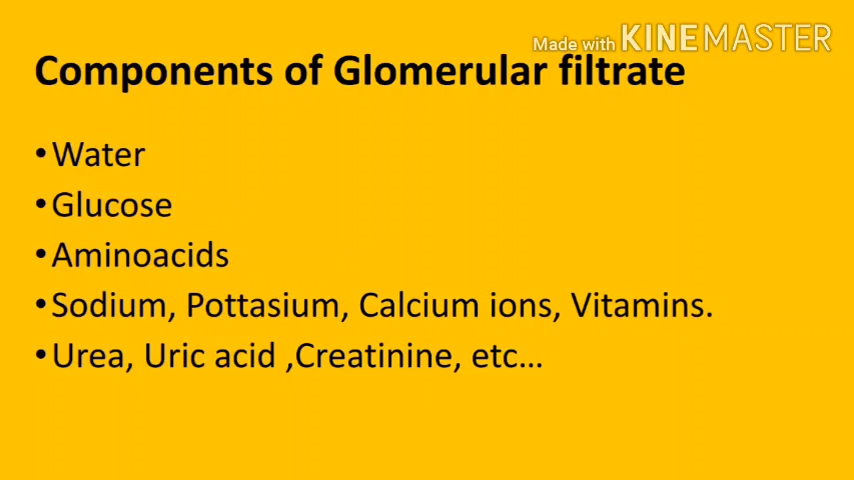 Made with KINEMASTER
Components of Glomerular filtrate
•Water
•Glucose
•Aminoacids
•Sodium, Pottasium, Calcium ions, Vitamins.
•Urea, Uric acid ,Creatinine, etc...